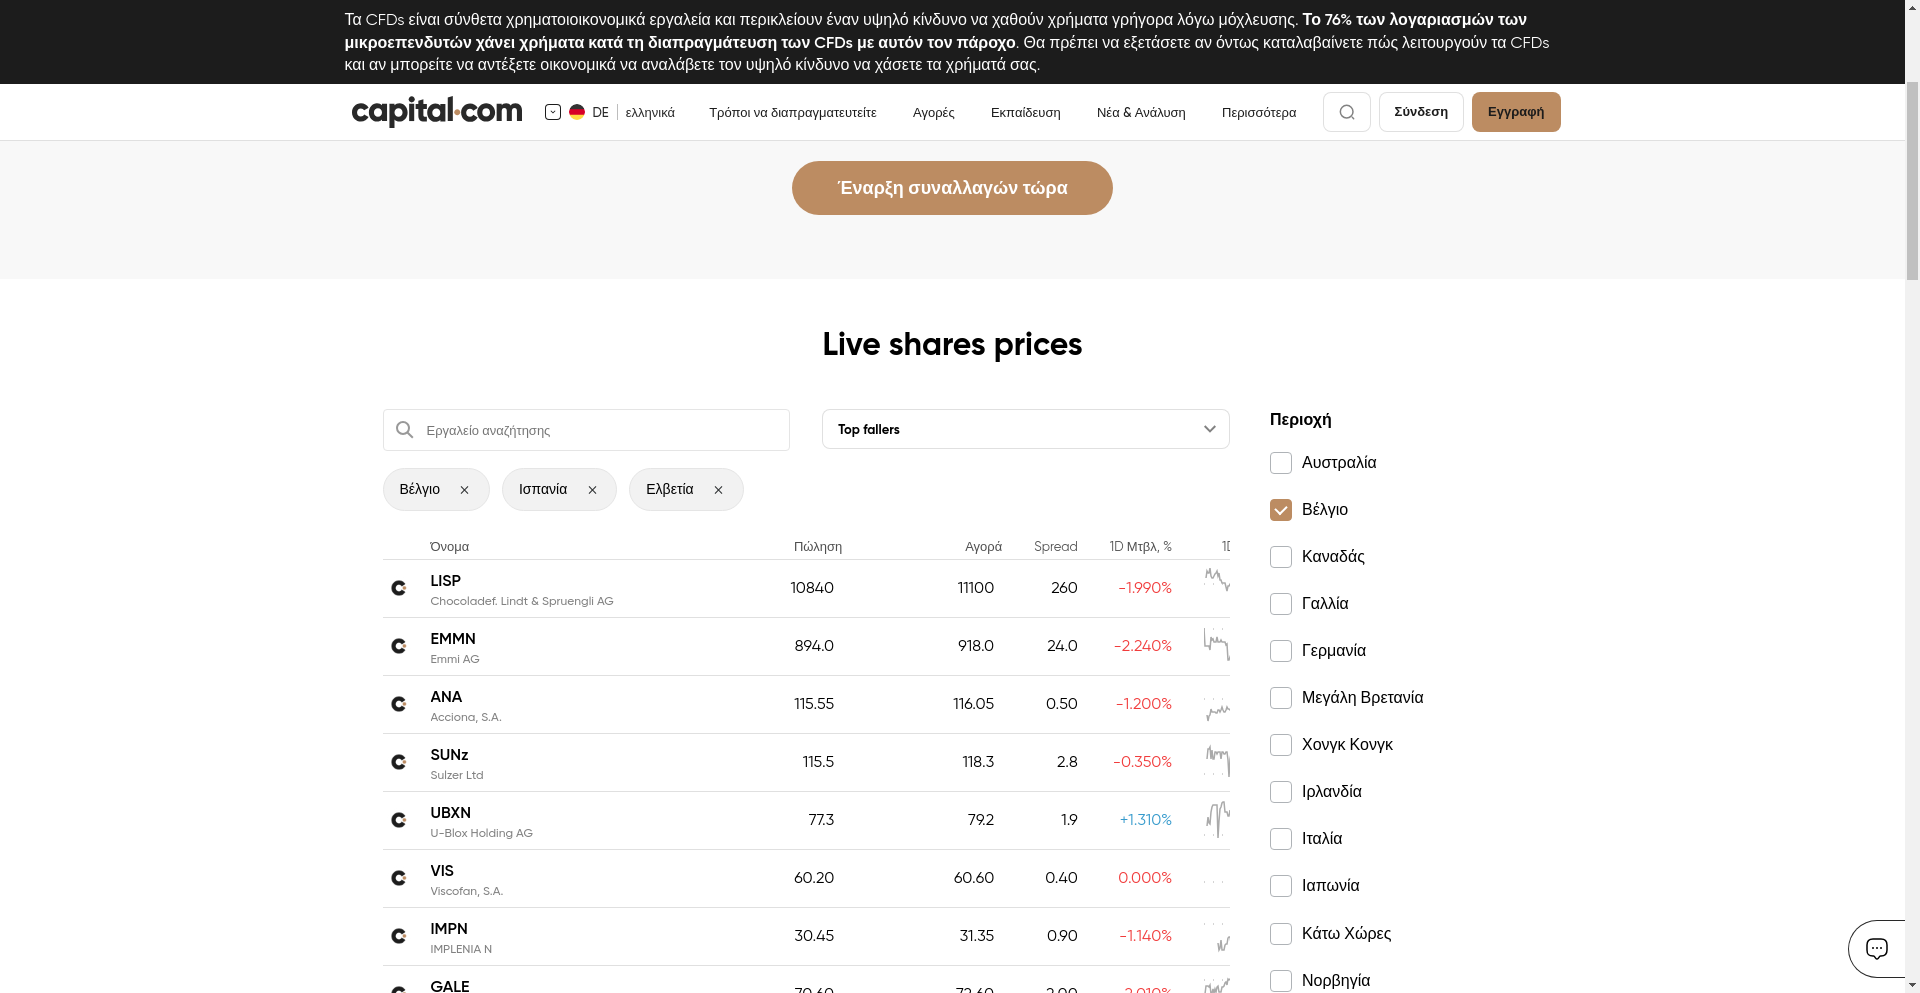 Τα CFDs είναι σύνθετα χρηματοιοικονομικά εργαλεία και περικλείουν έναν υψηλό κίνδυνο να χαθούν χρήματα γρήγορα λόγω μόχλευσης. Το 76% των λογαριασμών των
μικροεπενδυτών χάνει χρήματα κατά τη διαπραγμάτευση των CFDs με αυτόν τον πάροχο. Θα πρέπει να εξετάσετε αν όντως καταλαβαίνετε πώς λειτουργούν τα CFDs
και αν μπορείτε να αντέξετε οικονομικά να αναλάβετε τον υψηλό κίνδυνο να χάσετε τα χρήματά σας.
capital.com DE ελληνικά Τρόποι να διαπραγματευτείτε Αγορές Εκπαίδευση Νέα & Ανάλυση Περισσότερα Σύνδεση Εγγραφή
Έναρξη συναλλαγών τώρα
Live shares prices
Εργαλείο αναζήτησης Top fallers
Βέλγιο Ισπανία Ελβετία
Όνομα Πώληση Αγορά Spread 1D Μτβλ, %
LISP 10840 11100 260 -1.990%
Chocoladef. Lindt & Spruengli AG
EMMN 894.0 918.0 24.0 -2.240%
Emmi AG
ANA 115.55 116.05 0.50 -1.200%
Acciona, S.A.
SUNz 115.5 118.3 2.8 -0.350%
Sulzer Ltd
UBXN 77.3 79.2 1.9 +1.310%
U-Blox Holding AG
VIS 60.20 60.60 0.40 0.000%
Viscofan, S.A.
IMPN 30.45 31.35 0.90 -1.140%
IMPLENIA N
GALE
Περιοχή
Αυστραλία
Βέλγιο
Καναδάς
Γαλλία
Γερμανία
Μεγάλη Βρετανία
Χονγκ Κονγκ
Ιρλανδία
Ιταλία
Ιαπωνία
Κάτω Χώρες
Νορβηγία